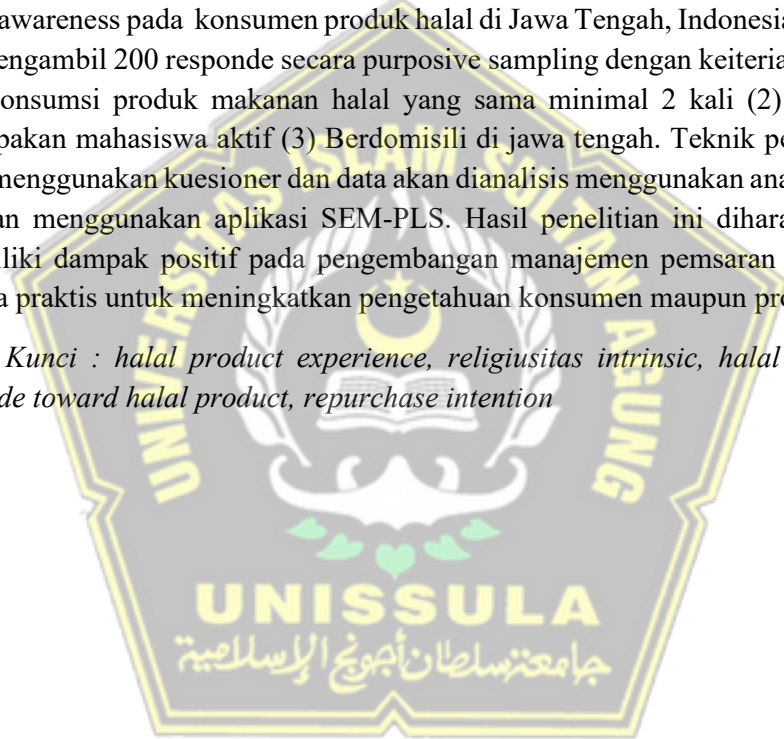 awareness pada konsumen produk halal di Jawa Tengah, Indonesia
engambil 200 responde secara purposive sampling dengan keiteria
onsumsi produk makanan halal yang sama minimal 2 kali (2)
pakan mahasiswa aktif (3) Berdomisili di jawa tengah. Teknik pe
menggunakan kuesioner dan data akan dianalisis menggunakan ana
an menggunakan aplikasi SEM-PLS. Hasil penelitian ini dihara
liki dampak positif pada pengembangan manajemen pemsaran
a praktis untuk meningkatkan pengetahuan konsumen maupun pro
Kunci : halal product experience, religiusitas intrinsic, halal
de toward halal product, repurchase intention
UNIVERSITAS ISLAM SULTAN AGUNG
UNISSULA
جامعة سلطان أجونج الإسلامية